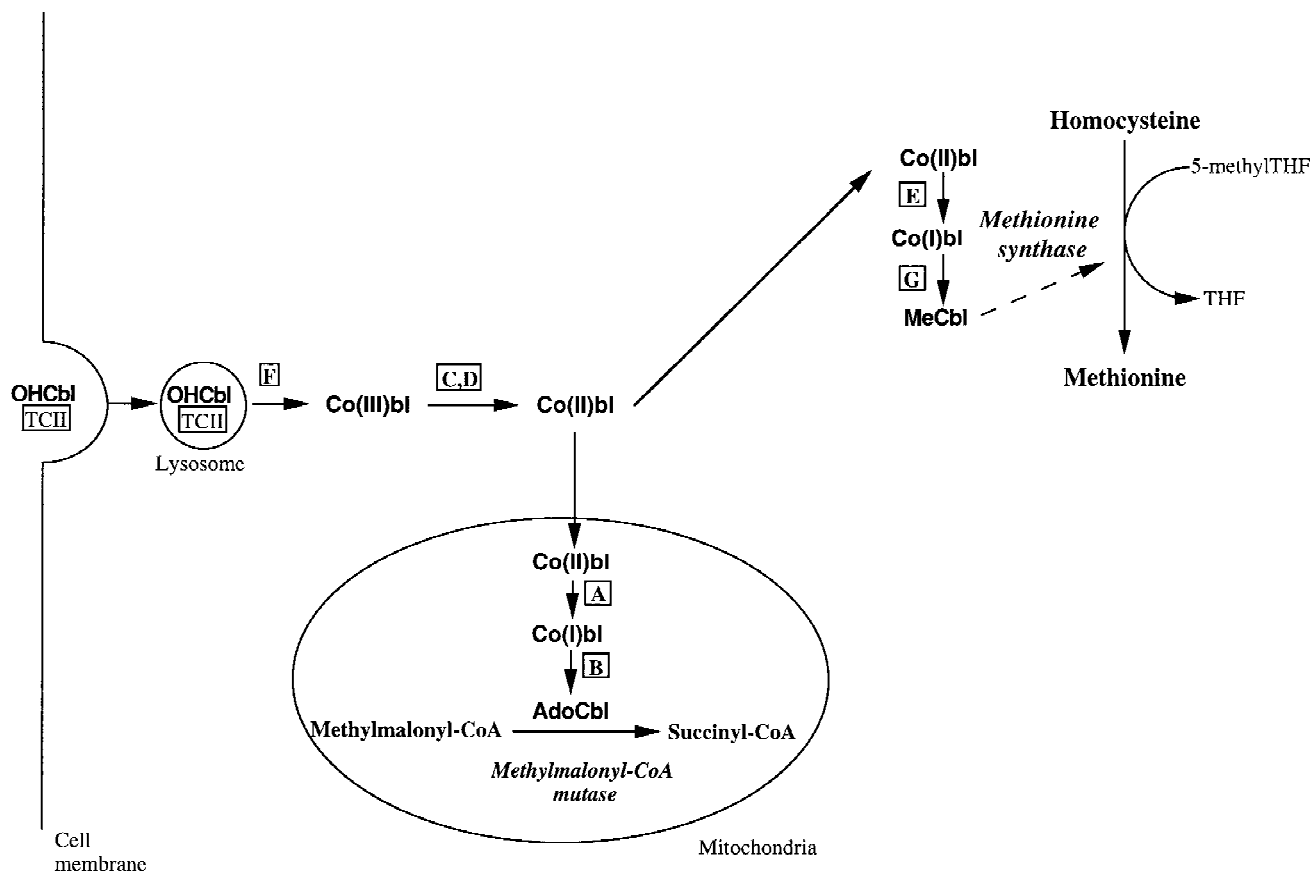 Homocysteine
5-methylTHF
Co(II)bl
E
Methionine
synthase
Co(I)bl
G
MeCbl
THF
Methionine
OHCbl
TCII
OHCbl
TCII
Lysosome
F
Co(III)bl
C,D
Co(II)bl
Co(II)bl
A
Co(I)bl
B
AdoCbl
Methylmalonyl-CoA
Succinyl-CoA
Methylmalonyl-CoA
mutase
Mitochondria
Cell
membrane